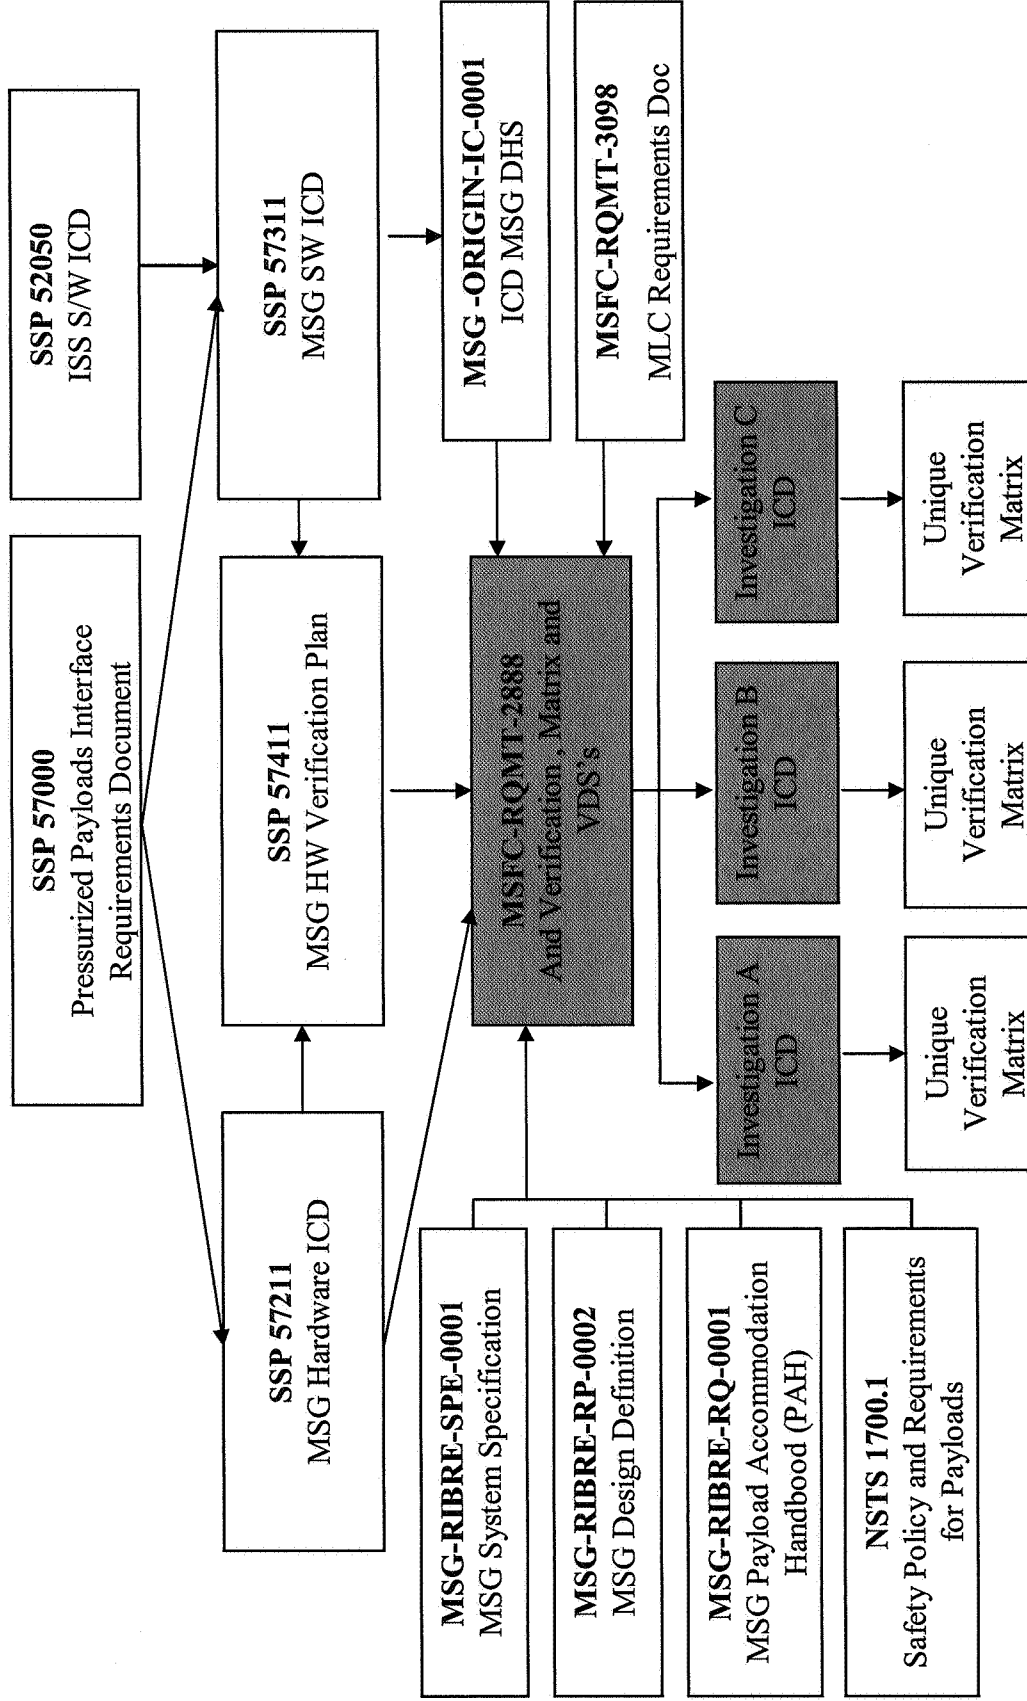 SSP 57000
Pressurized Payloads Interface
Requirements Document
SSP 52050
ISS S/W ICD
SSP 57211
MSG Hardware ICD
SSP 57411
MSG HW Verification Plan
SSP 57311
MSG SW ICD
MSG-RIBRE-SPE-0001
MSG System Specification
MSG-RIBRE-RP-0002
MSG Design Definition
MSG-RIBRE-RQ-0001
MSG Payload Accommodation
Handbood (PAH)
NSTS 1700.1
Safety Policy and Requirements
for Payloads
MSFC-RQMT-2888
And Verification, Matrix and
VDS's
MSG -ORIGIN-IC-0001
ICD MSG DHS
MSFC-RQMT-3098
MLC Requirements Doc
Investigation A
ICD
Investigation B
ICD
Investigation C
ICD
Unique
Verification
Matrix
Unique
Verification
Matrix
Unique
Verification
Matrix